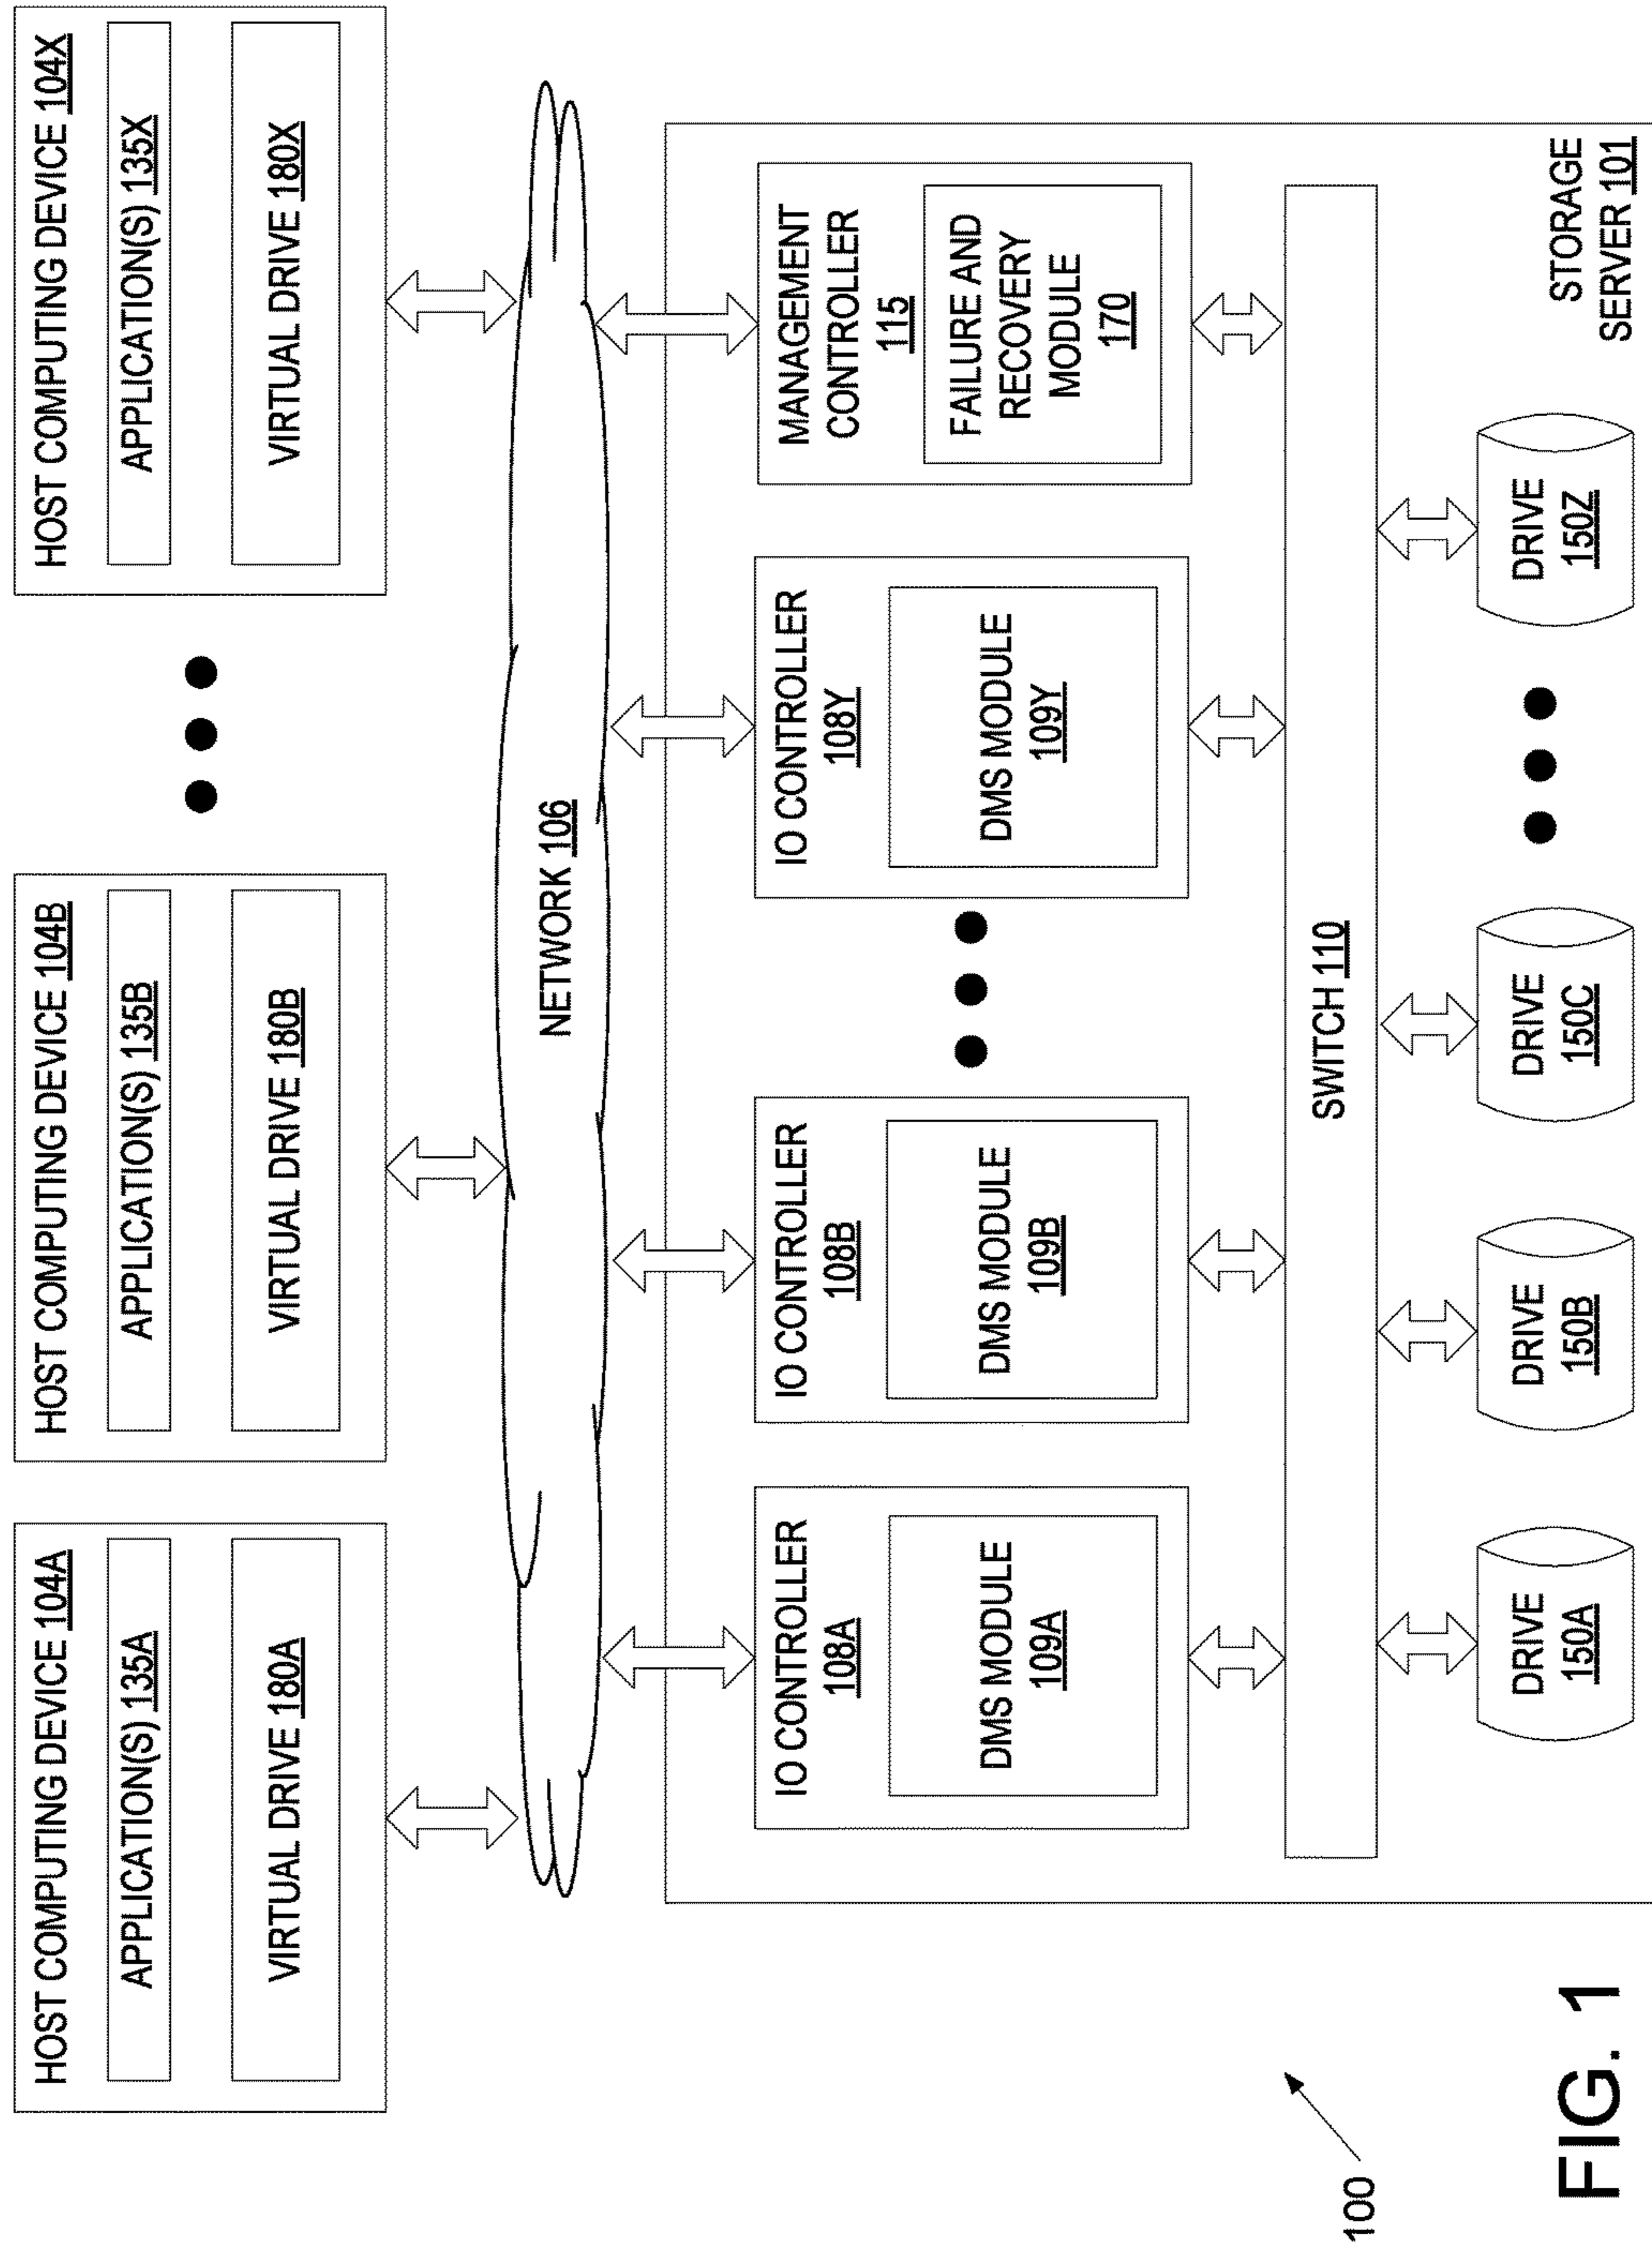 HOST COMPUTING DEVICE 104A
APPLICATION(S) 135A
VIRTUAL DRIVE 180A
HOST COMPUTING DEVICE 104B
APPLICATION(S) 135B
VIRTUAL DRIVE 180B
HOST COMPUTING DEVICE 104X
APPLICATION(S) 135X
VIRTUAL DRIVE 180X
NETWORK 106
IO CONTROLLER
108A
DMS MODULE
109A
IO CONTROLLER
108B
DMS MODULE
109B
IO CONTROLLER
108Y
DMS MODULE
109Y
MANAGEMENT
CONTROLLER
115
FAILURE AND
RECOVERY
MODULE
170
SWITCH 110
DRIVE
150A
DRIVE
150B
DRIVE
150C
DRIVE
150Z
STORAGE
SERVER 101
100
FIG. 1